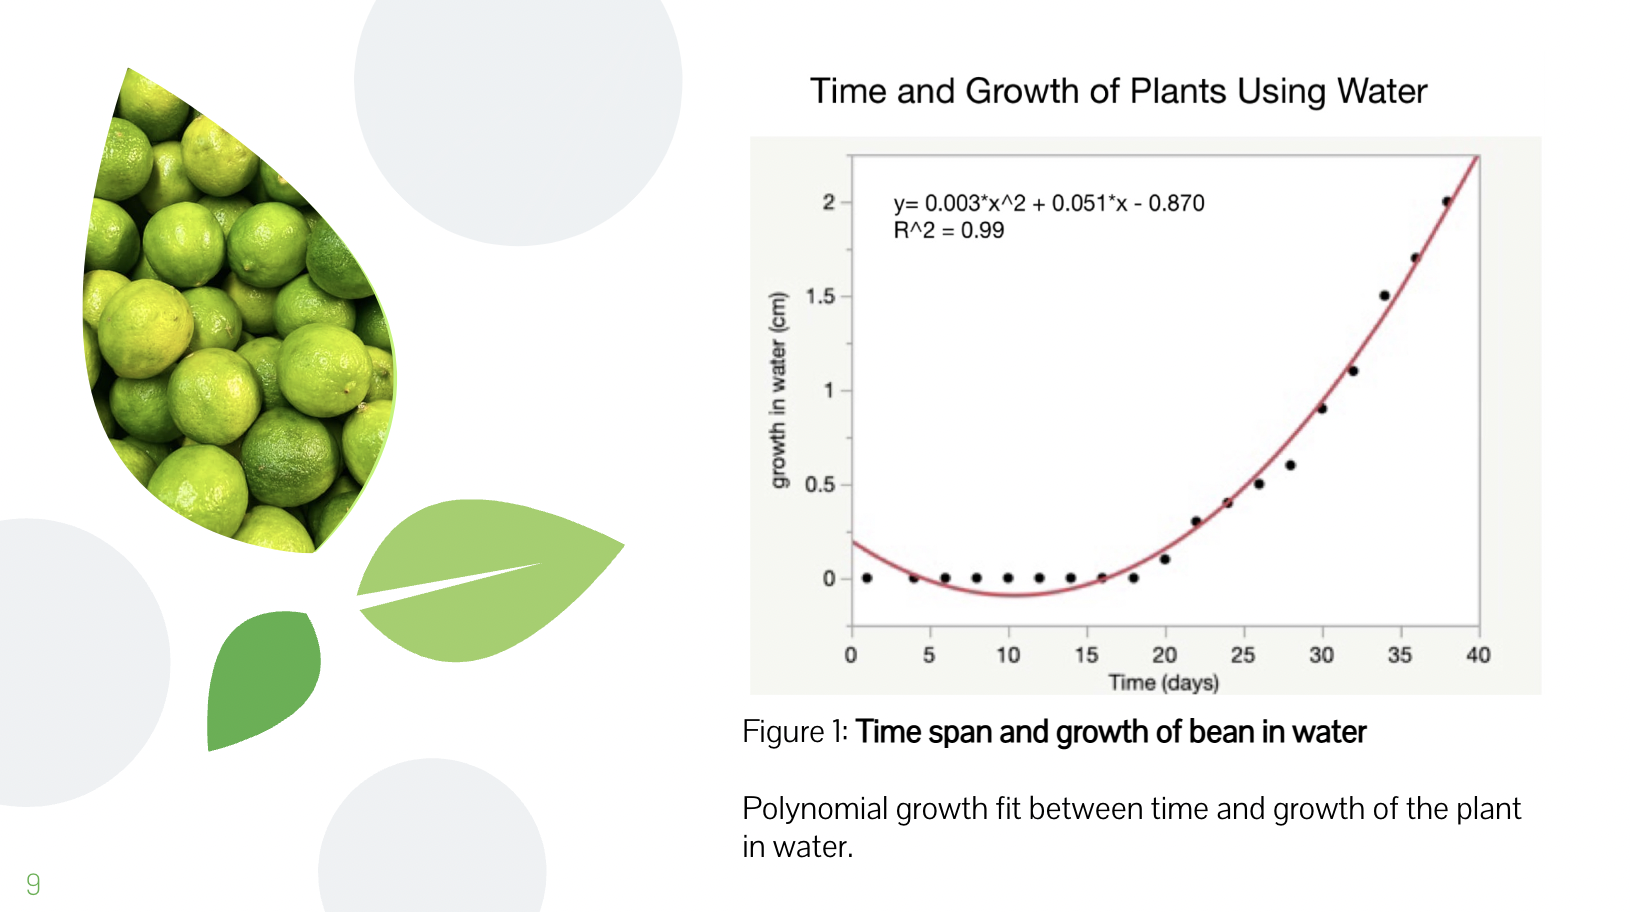 Time and Growth of Plants Using Water
y= 0.003*x^2 + 0.051*x - 0.870
R^2 = 0.99
growth in water (cm)
2
1.5
1
0.5
0
0 5 10 15 20 25 30 35 40
Time (days)
Figure 1: Time span and growth of bean in water
Polynomial growth fit between time and growth of the plant
in water.
9